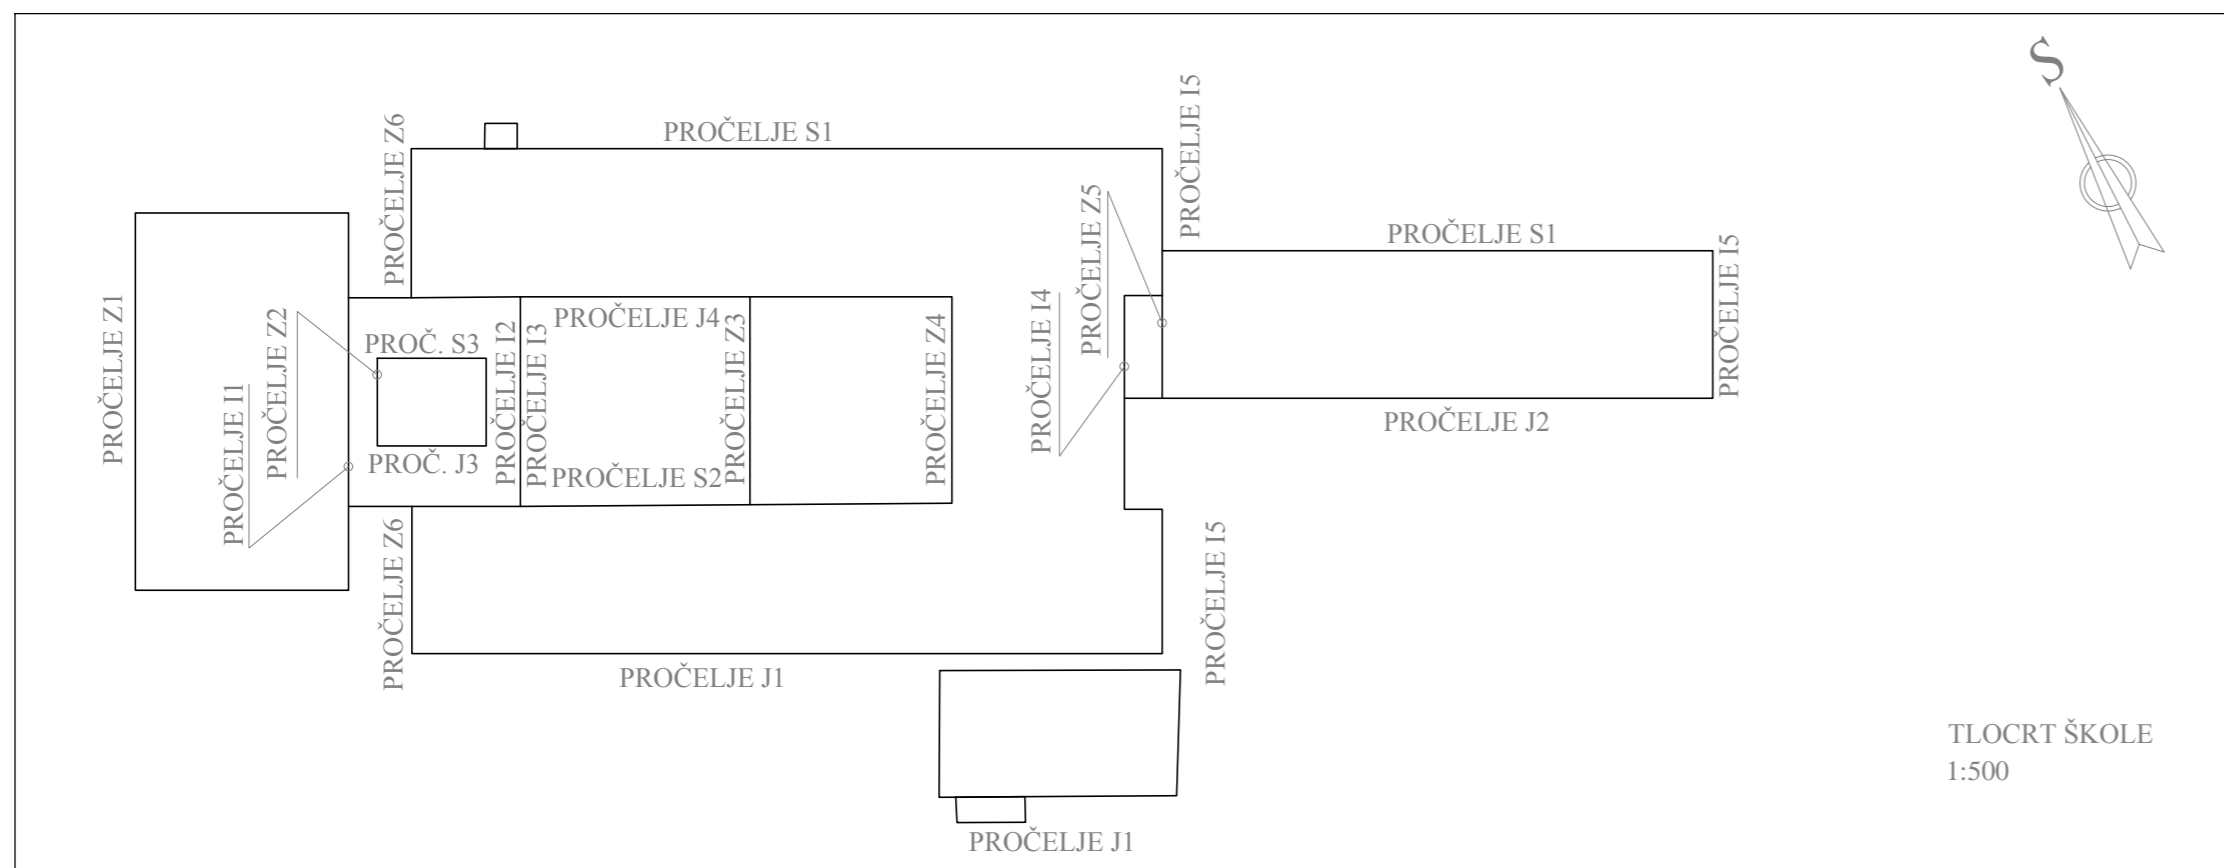 S
PROČELJE S1
PROČELJE I5
PROČELJE Z6
PROČELJE Z5
PROČELJE S1
PROČELJE I5
PROČELJE Z1
PROČELJE Z2
PROČELJE I1
PROČ. S3
PROČ. J3
PROČELJE I2
PROČELJE I3
PROČELJE J4
PROČELJE S2
PROČELJE Z3
PROČELJE Z4
PROČELJE I4
PROČELJE J2
PROČELJE Z6
PROČELJE I5
PROČELJE J1
PROČELJE J1
TLOCRT ŠKOLE
1:500